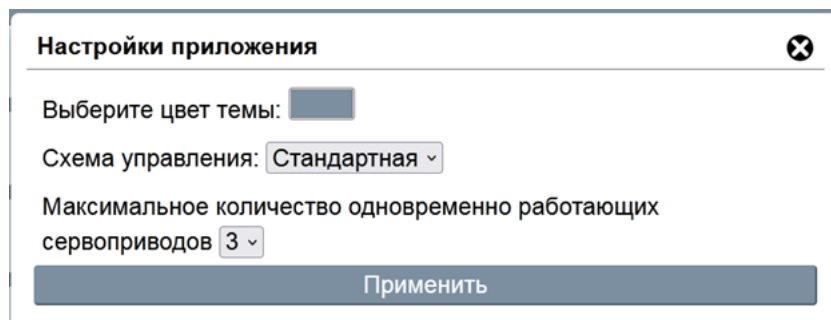 Настройки приложения
Выберите цвет темы:
Схема управления: Стандартная
Максимальное количество одновременно работающих
сервоприводов 3
Применить